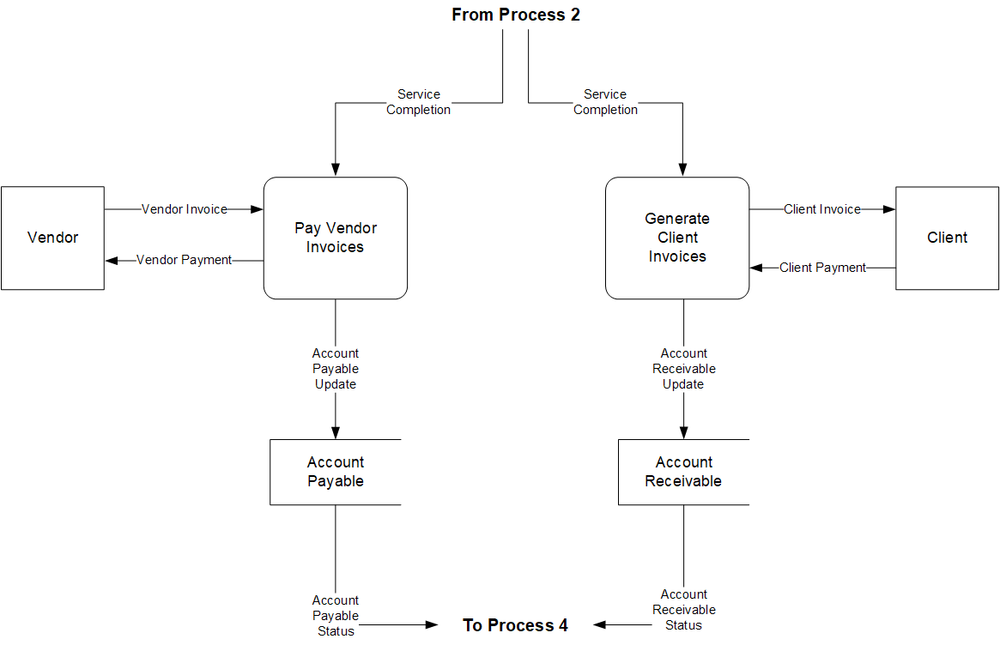 From Process 2
Service
Completion
Service
Completion
Vendor
Vendor Invoice
Vendor Payment
Pay Vendor
Invoices
Generate
Client
Invoices
Client Invoice
Client Payment
Client
Account
Payable
Update
Account
Receivable
Update
Account
Payable
Account
Receivable
Account
Payable
Status
To Process 4
Account
Receivable
Status